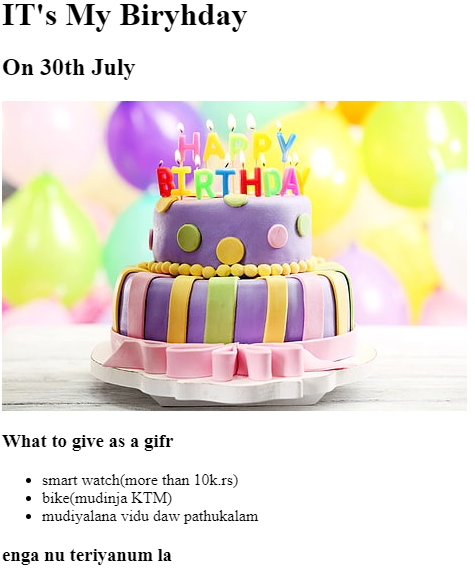 IT's My Biryhday
On 30th July
HAPPY
BIRTHDAY
What to give as a gifr
smart watch(more than 10k.rs)
bike(mudinja KTM)
mudiyalana vidu daw pathukalam
enga nu teriyanum la